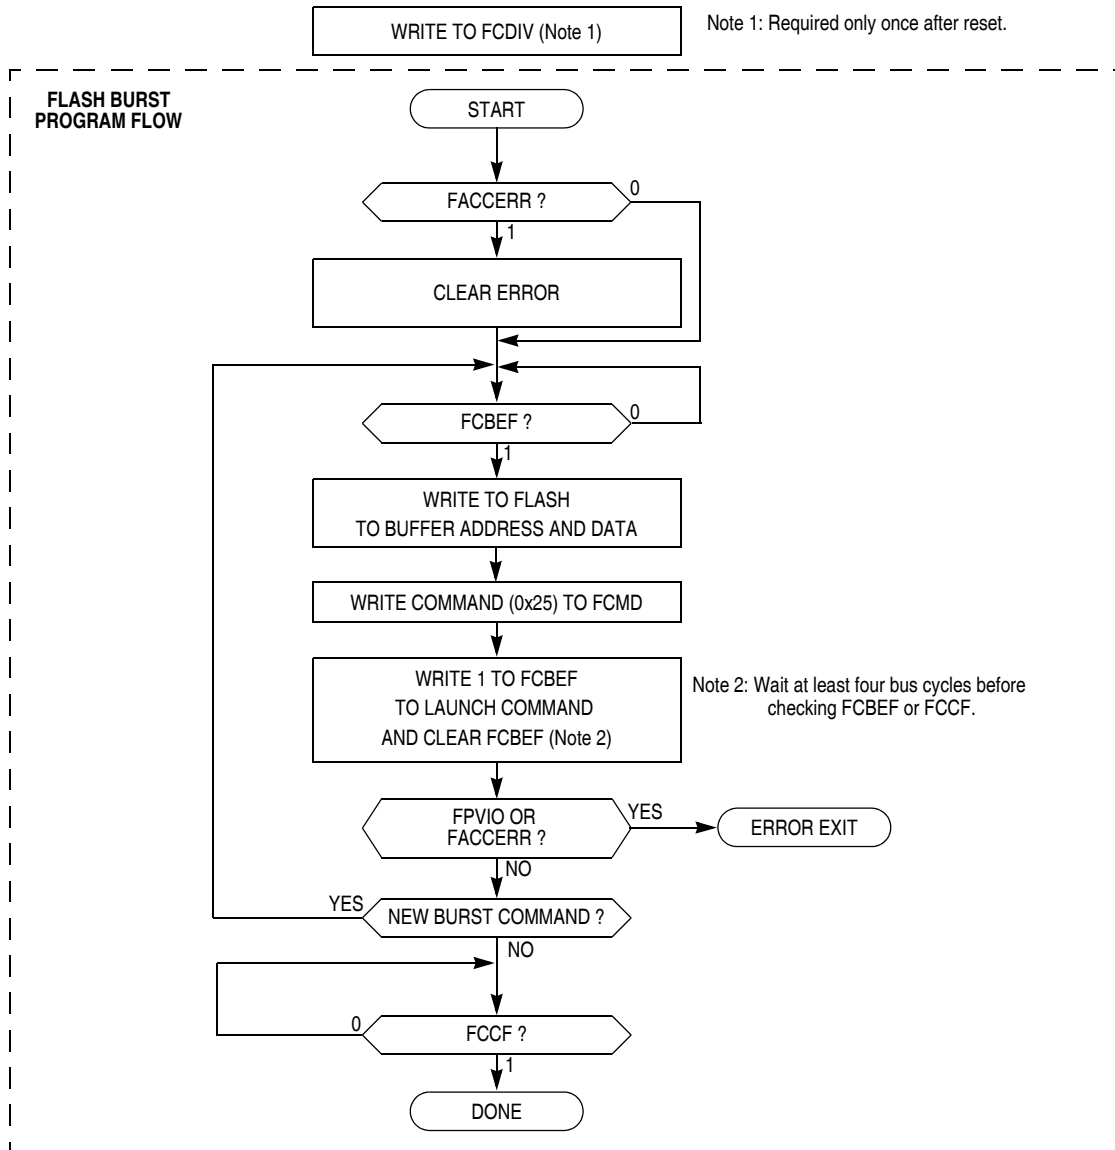 WRITE TO FCDIV (Note 1)
Note 1: Required only once after reset.
FLASH BURST
PROGRAM FLOW
START
FACCERR ?
0
1
CLEAR ERROR
FCBEF ?
0
1
WRITE TO FLASH
TO BUFFER ADDRESS AND DATA
WRITE COMMAND (0x25) TO FCMD
WRITE 1 TO FCBEF
TO LAUNCH COMMAND
AND CLEAR FCBEF (Note 2)
Note 2: Wait at least four bus cycles before
checking FCBEF or FCCF.
FPVIO OR
FACCERR ?
YES
ERROR EXIT
NO
YES
NEW BURST COMMAND ?
NO
0
FCCF ?
1
DONE